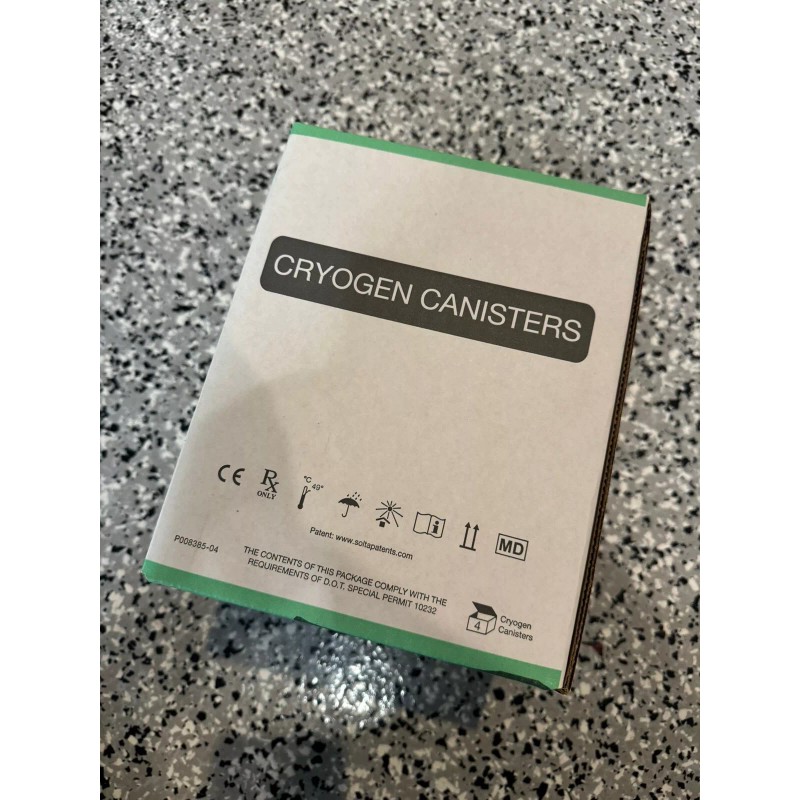 CRYOGEN CANISTERS
CE
Rx
ONLY
°C
49°
i
MD
Patent: www.soltapatents.com
P008385-04
THE CONTENTS OF THIS PACKAGE COMPLY WITH THE
REQUIREMENTS OF D.O.T. SPECIAL PERMIT 10232
4
Cryogen
Canisters